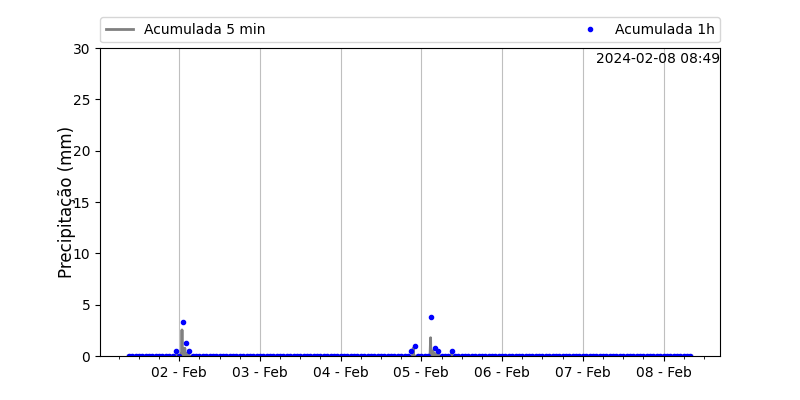 Acumulada 5 min
Acumulada 1h
2024-02-08 08:49
Precipitação (mm)
30
25
20
15
10
5
0
02 - Feb
03 - Feb
04 - Feb
05 - Feb
06 - Feb
07 - Feb
08 - Feb